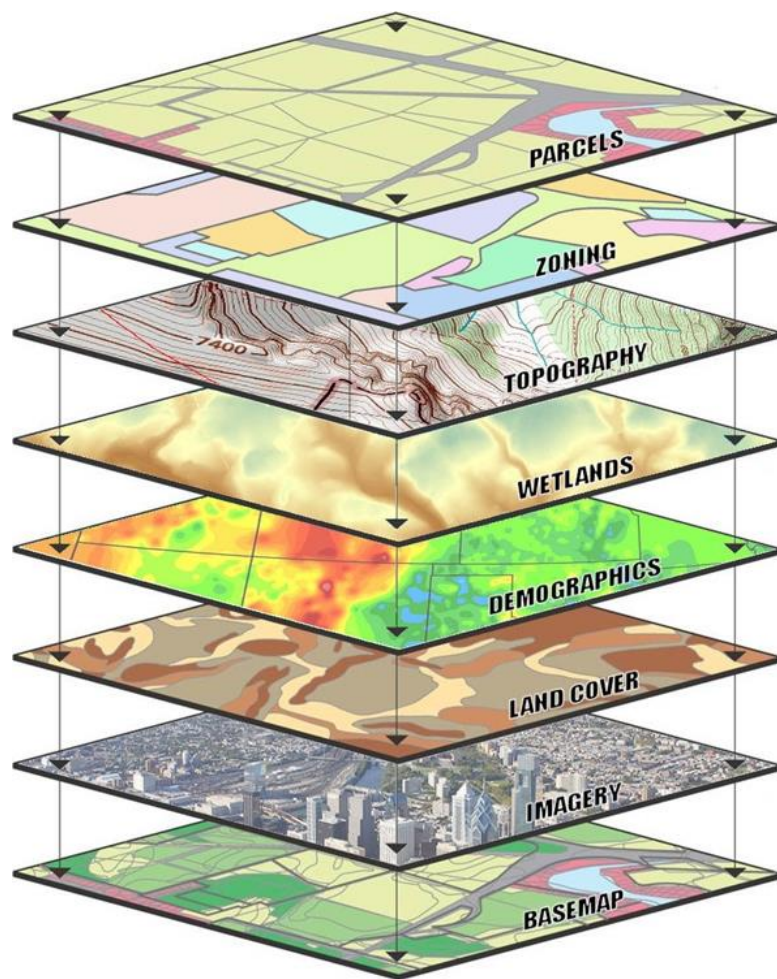 PARCELS
ZONING
7400
TOPOGRAPHY
WETLANDS
DEMOGRAPHICS
LAND COVER
IMAGERY
BASEMAP